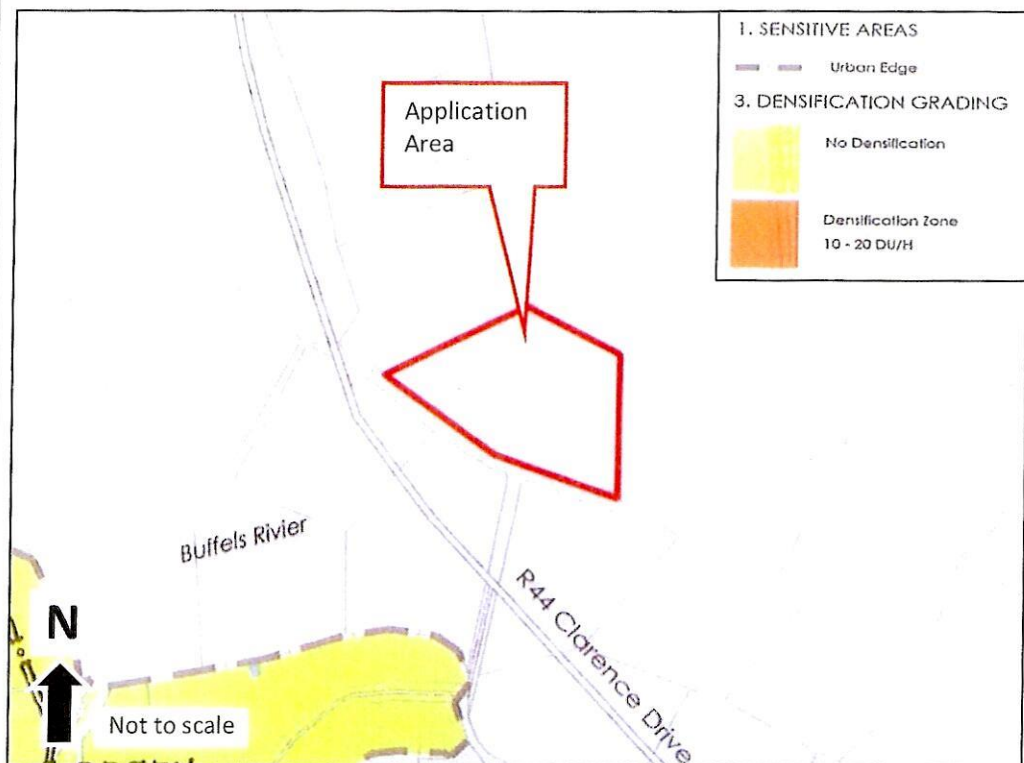 1. SENSITIVE AREAS
Urban Edge
3. DENSIFICATION GRADING
No Densification
Densification Zone
10 - 20 DU/H
Application
Area
Buffels Rivier
R44 Clarence Drive
N
Not to scale